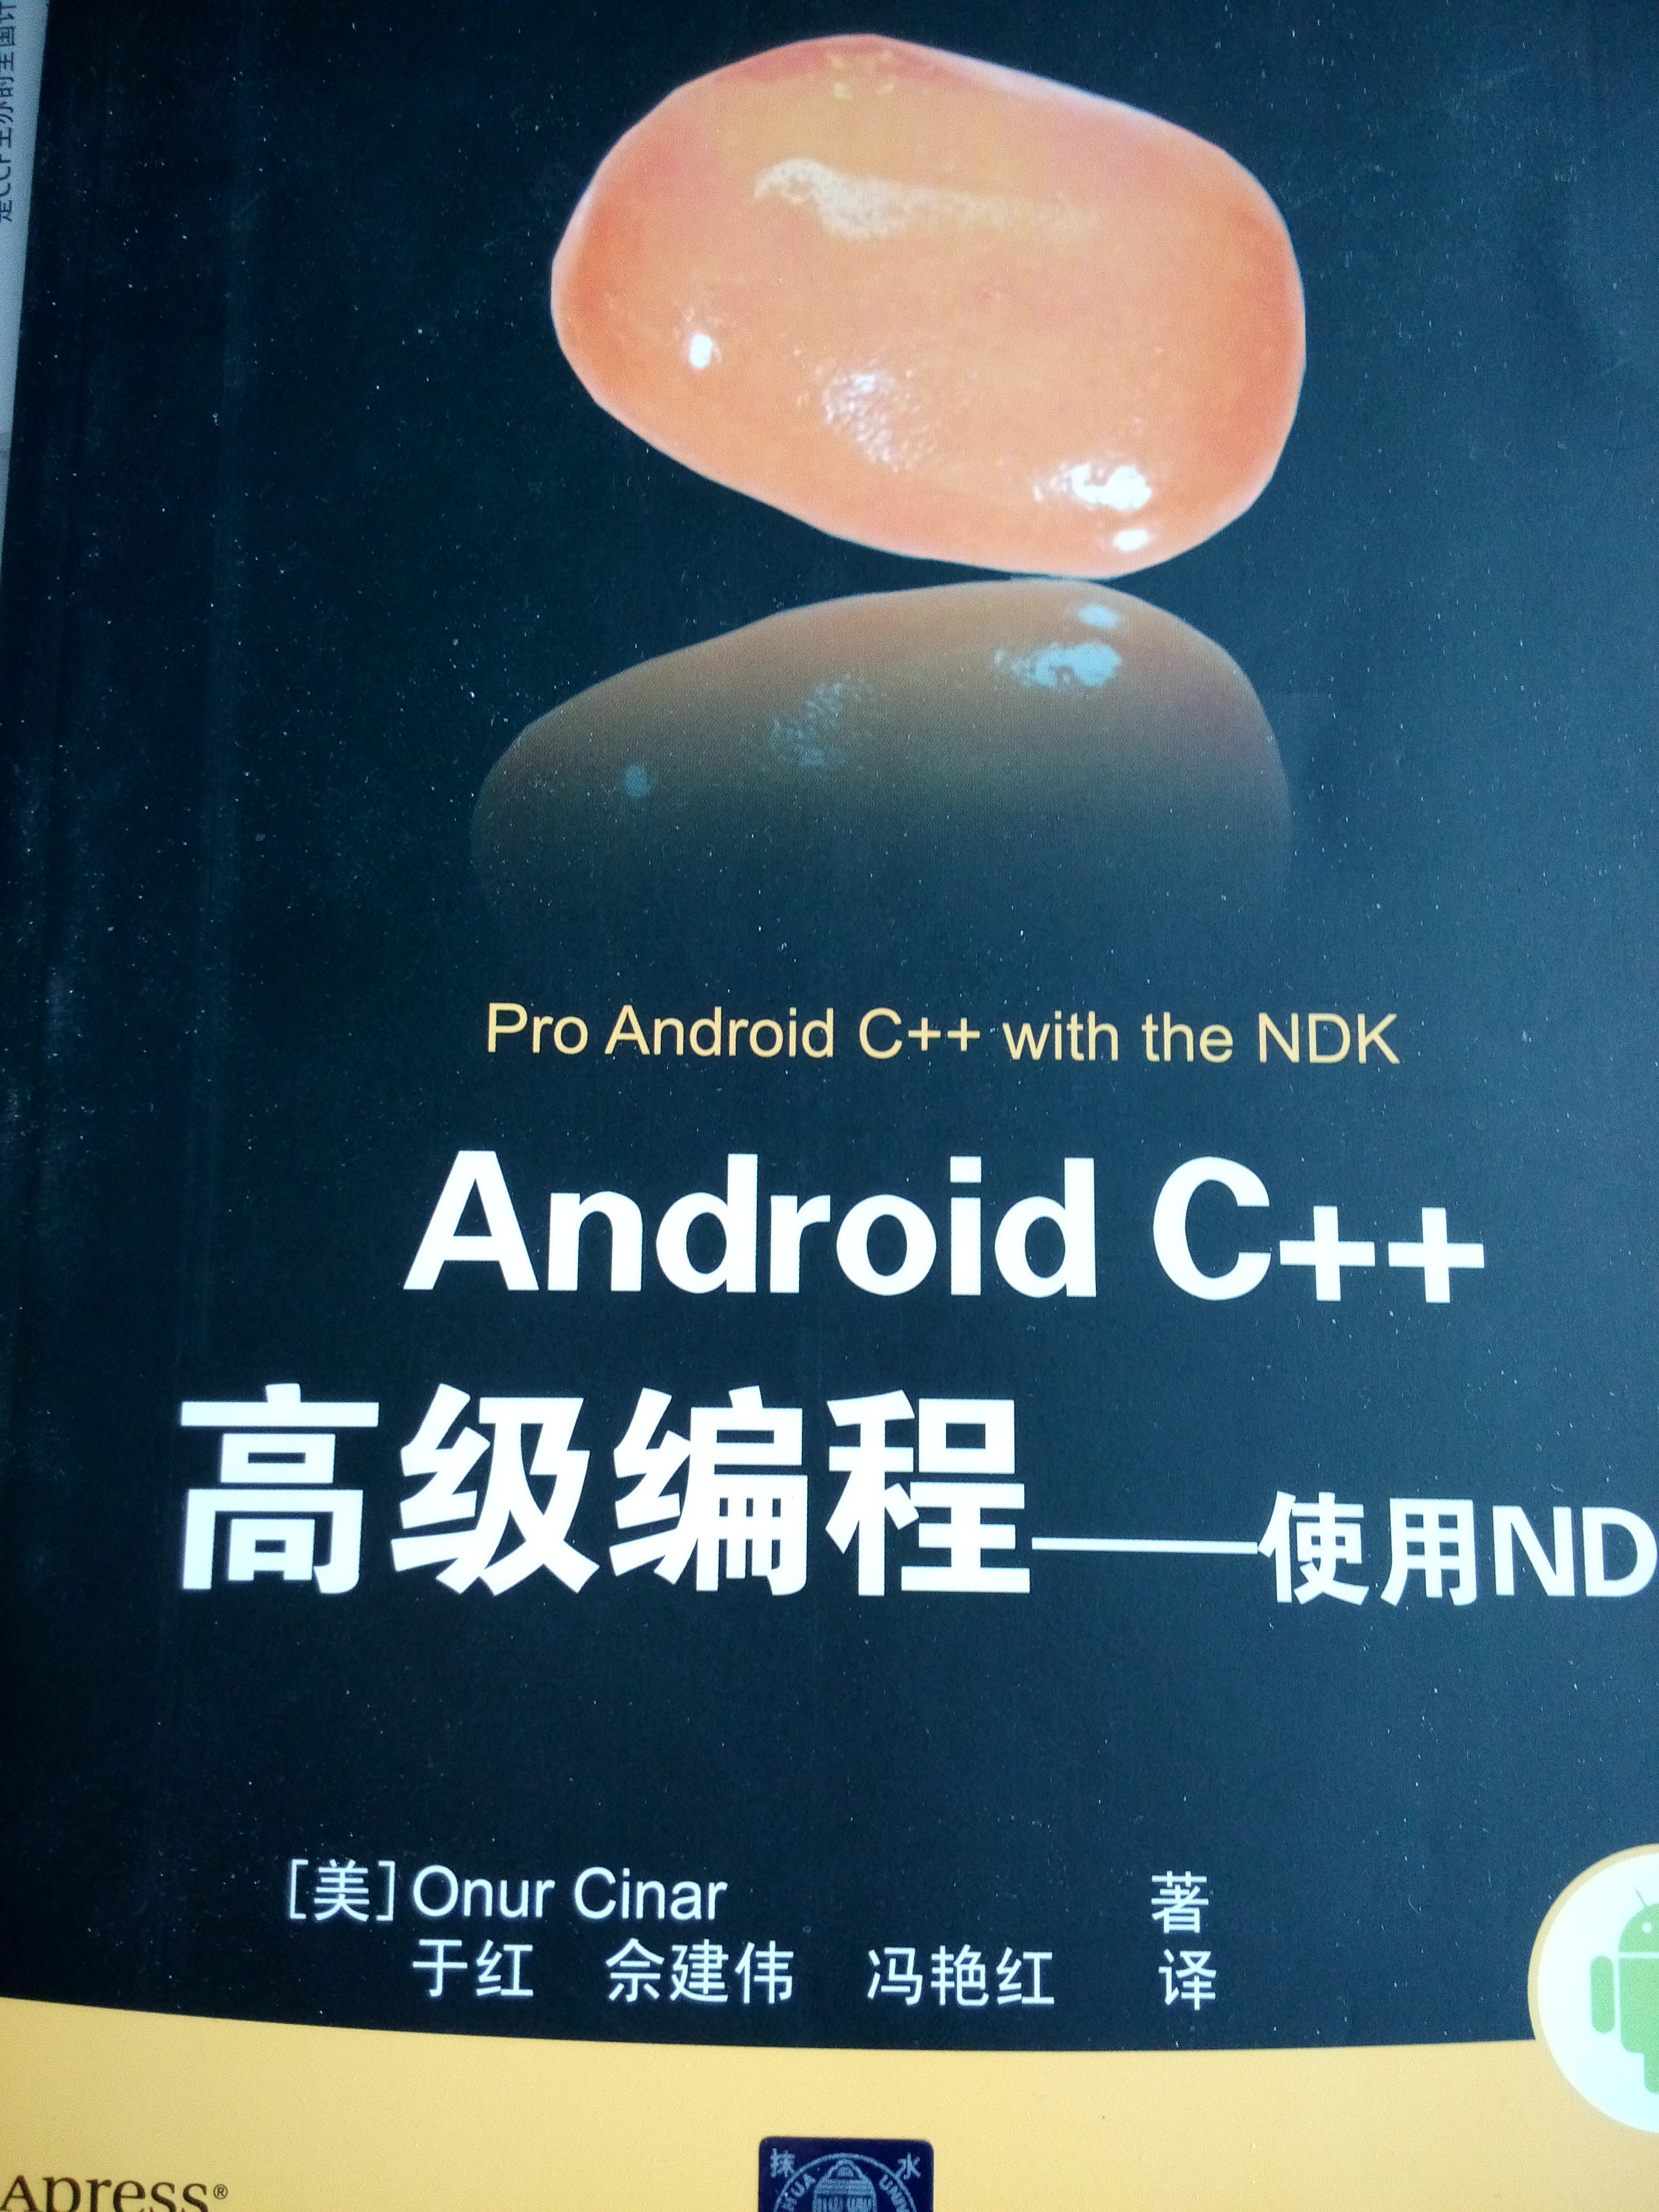 Pro Android C++ with the NDK
Android C++
高级编程——使用ND
[美] Onur Cinar 著
于红 佘建伟 冯艳红 译
Apress®